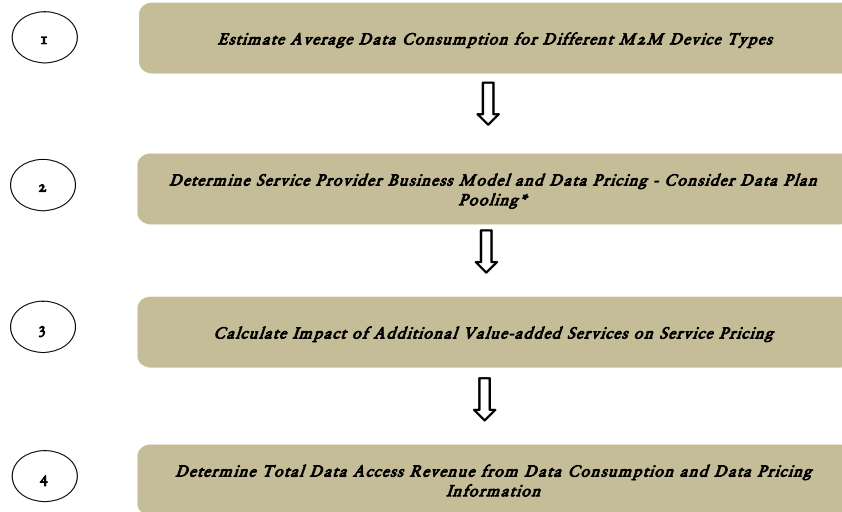 1
Estimate Average Data Consumption for Different M2M Device Types
2
Determine Service Provider Business Model and Data Pricing - Consider Data Plan
Pooling*
3
Calculate Impact of Additional Value-added Services on Service Pricing
4
Determine Total Data Access Revenue from Data Consumption and Data Pricing
Information